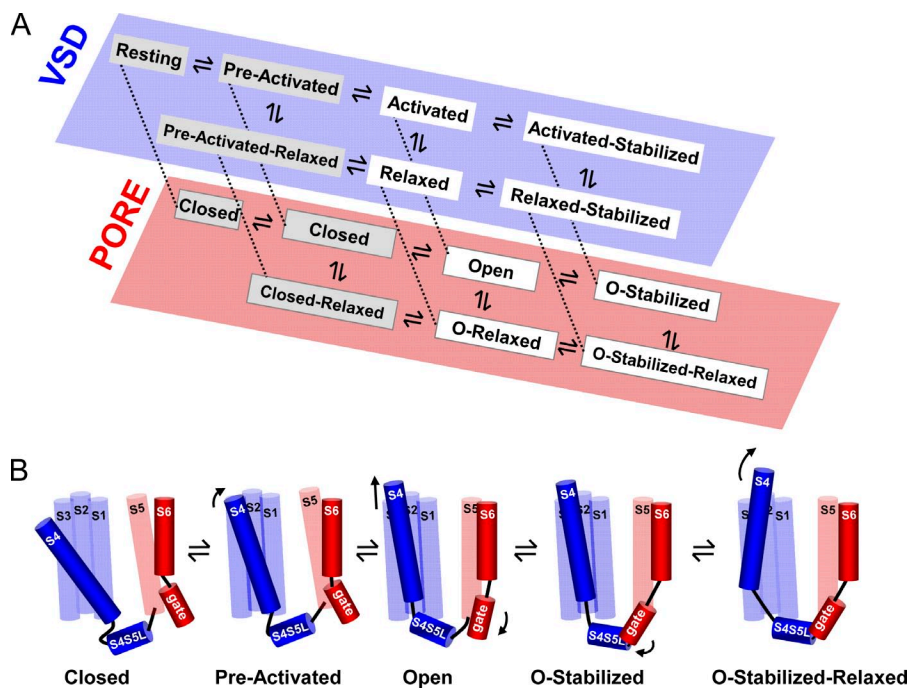 A
VSD
Resting
Pre-Activated
Activated
Activated-Stabilized
Pre-Activated-Relaxed
Relaxed
Relaxed-Stabilized
PORE
Closed
Closed
Open
O-Stabilized
Closed-Relaxed
O-Relaxed
O-Stabilized-Relaxed
B
S3 S2 S1 S4 S5 S6 gate S4S5L
S4 S2 S1 S5 S6 gate S4S5L
S4 S2 S1 S5 S6 gate S4S5L
S4 S2 S1 S5 S6 gate S4S5L
S4 2 S1 S5 S6 gate S4S5L
Closed Pre-Activated Open O-Stabilized O-Stabilized-Relaxed